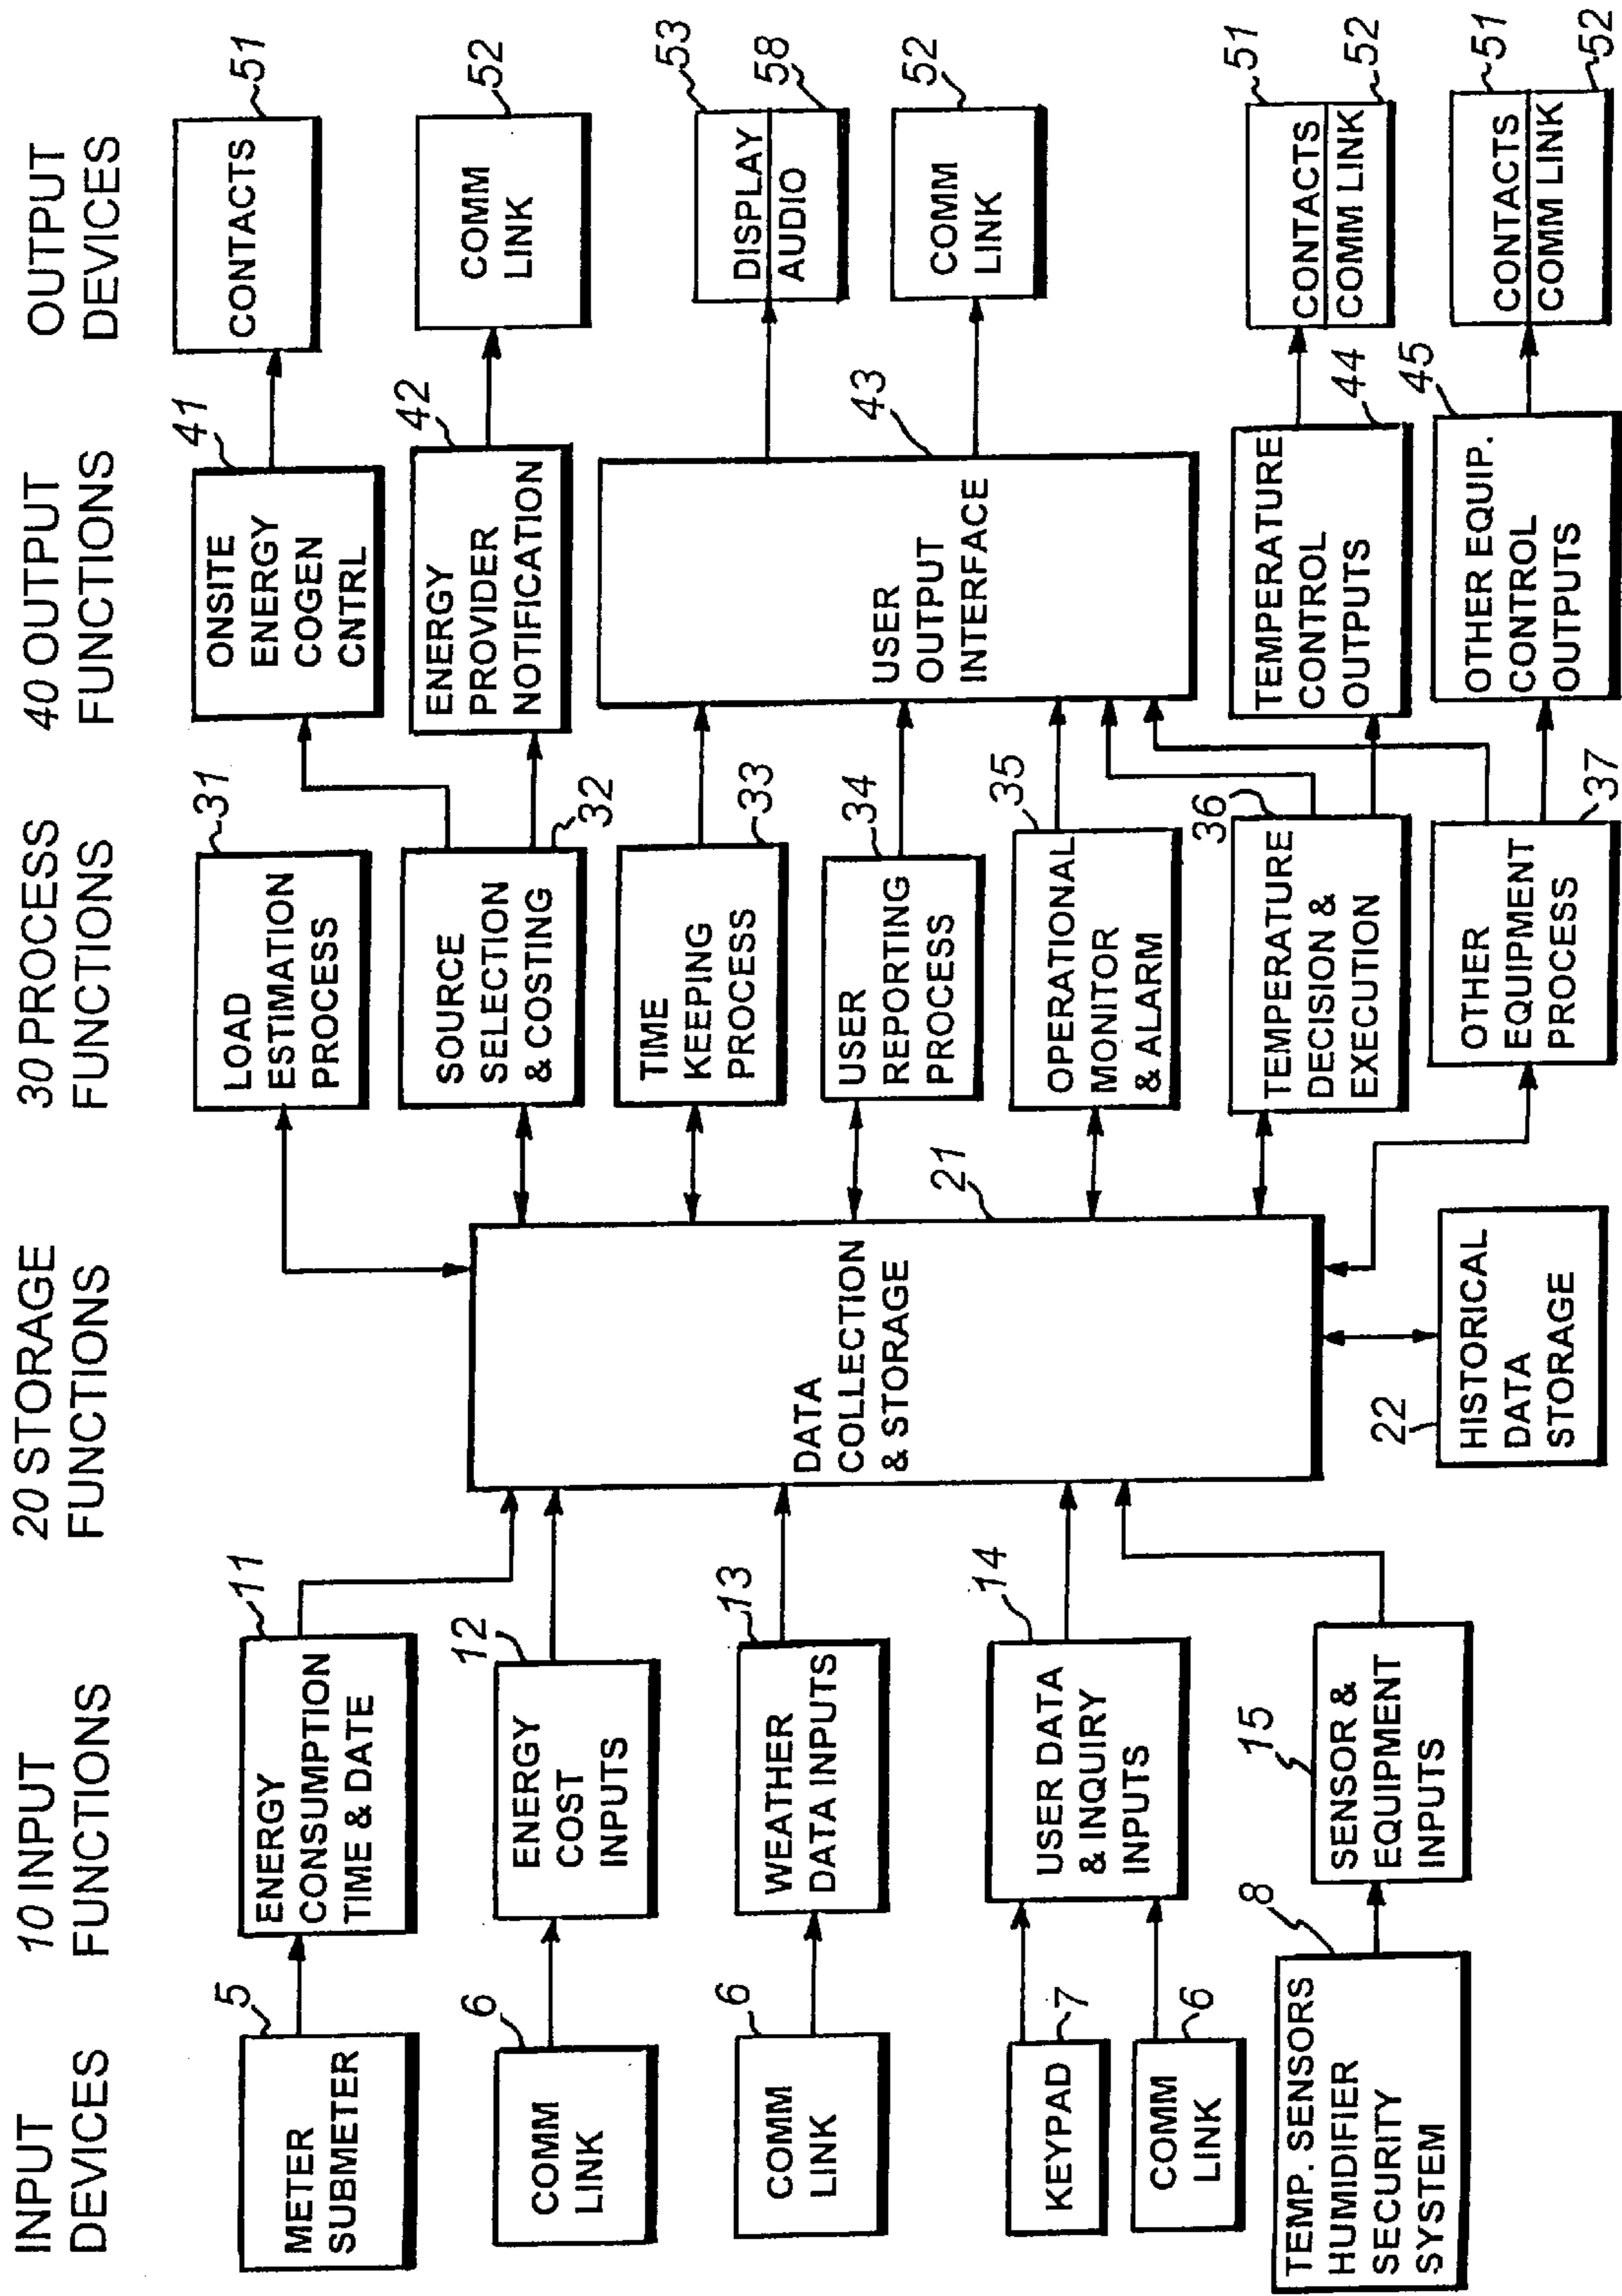 INPUT
DEVICES
10 INPUT
FUNCTIONS
20 STORAGE
FUNCTIONS
30 PROCESS
FUNCTIONS
40 OUTPUT
FUNCTIONS
OUTPUT
DEVICES
5
METER
SUBMETER
6
COMM
LINK
6
COMM
LINK
KEYPAD
7
COMM
LINK
6
8
TEMP. SENSORS
HUMIDIFIER
SECURITY
SYSTEM
11
ENERGY
CONSUMPTION
TIME & DATE
12
ENERGY
COST
INPUTS
13
WEATHER
DATA INPUTS
14
USER DATA
& INQUIRY
INPUTS
15
SENSOR &
EQUIPMENT
INPUTS
21
DATA
COLLECTION
& STORAGE
22
HISTORICAL
DATA
STORAGE
31
LOAD
ESTIMATION
PROCESS
SOURCE
SELECTION
& COSTING
32
TIME
KEEPING
PROCESS
33
USER
REPORTING
PROCESS
34
OPERATIONAL
MONITOR
& ALARM
35
36
TEMPERATURE
DECISION &
EXECUTION
OTHER
EQUIPMENT
PROCESS
37
41
ONSITE
ENERGY
COGEN
CNTRL
42
ENERGY
PROVIDER
NOTIFICATION
43
USER
OUTPUT
INTERFACE
TEMPERATURE
CONTROL
OUTPUTS
44
45
OTHER EQUIP.
CONTROL
OUTPUTS
CONTACTS
51
COMM
LINK
52
53
DISPLAY
AUDIO
58
COMM
LINK
52
51
CONTACTS
COMM LINK
52
51
CONTACTS
COMM LINK
52